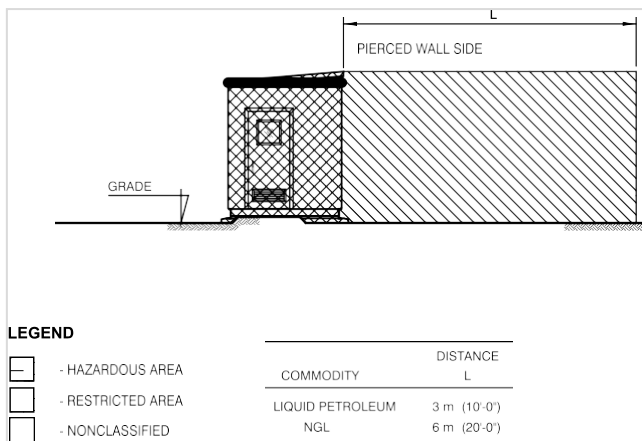 L
PIERCED WALL SIDE
GRADE
LEGEND
- HAZARDOUS AREA
- RESTRICTED AREA
- NONCLASSIFIED
DISTANCE
COMMODITY L
LIQUID PETROLEUM 3 m (10'-0")
NGL 6 m (20'-0")